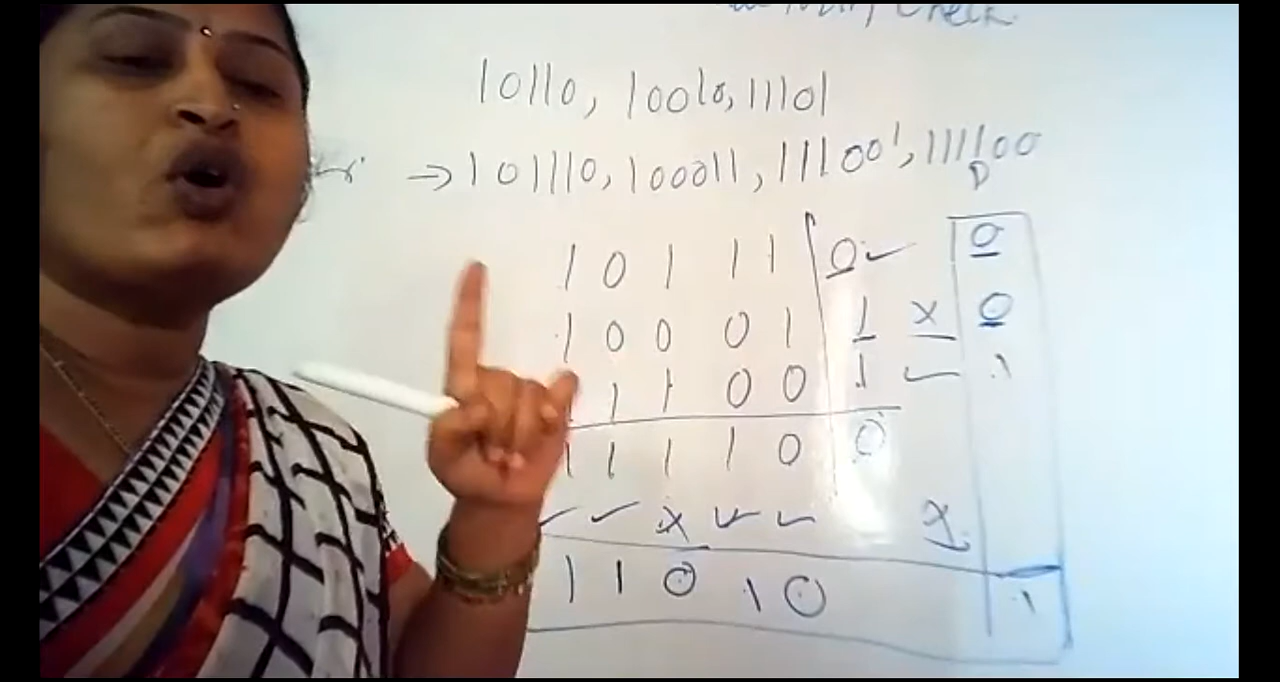 Check
10110, 10010, 11101
→ 101110, 100011, 111001, 111100
D
1 0 1 1 1 0 ✓ 0
1 0 0 0 1 1 x 0
1 1 1 0 0 1 ✓ 1
1 1 1 1 0 0
✓ ✓ x ✓ ✓ x
1 1 0 1 0 1